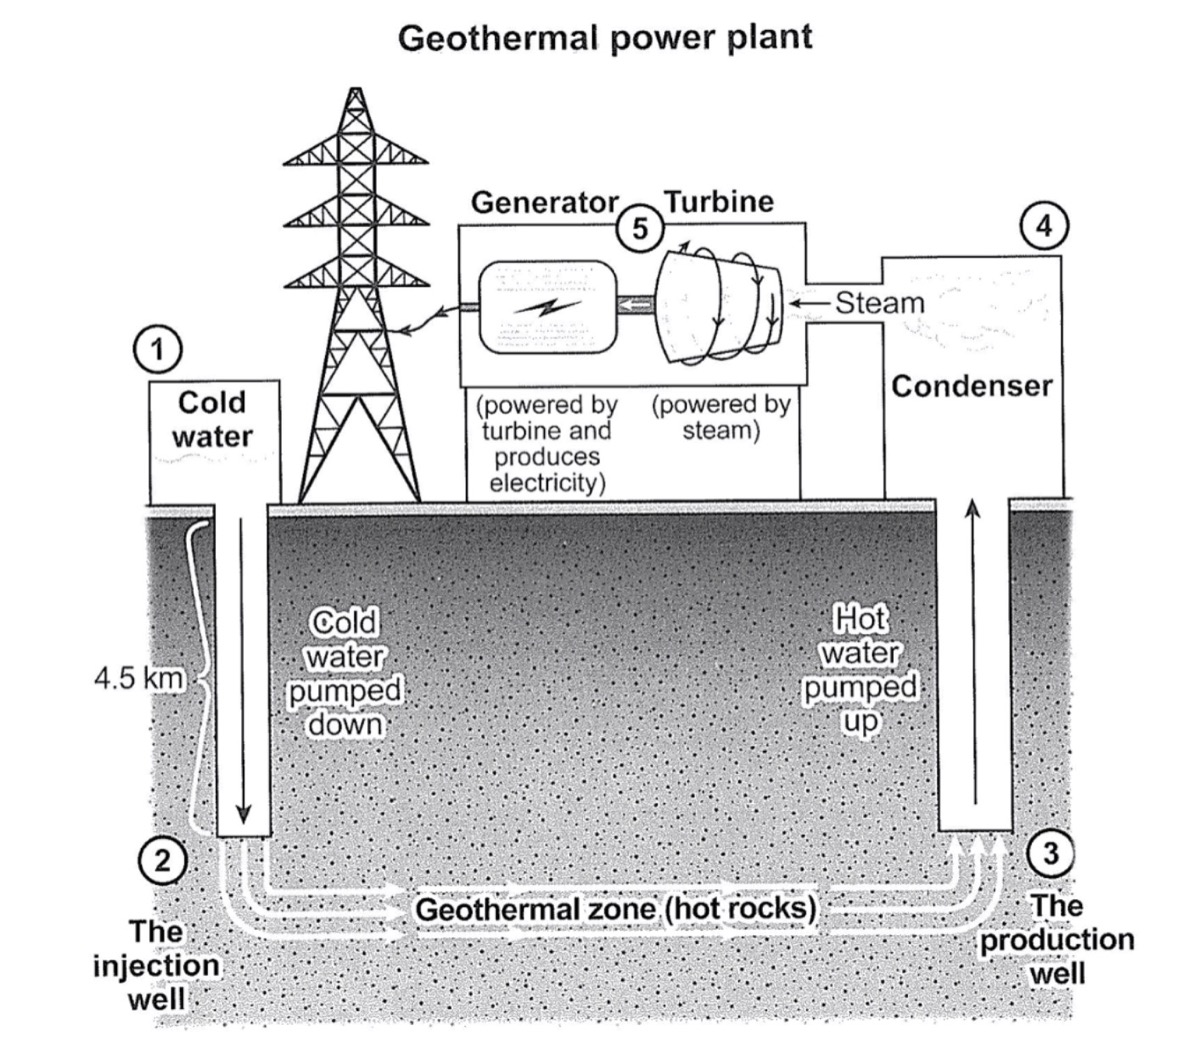 Geothermal power plant
Generator
5
Turbine
4
Steam
1
Cold
water
Condenser
(powered by
turbine and
produces
electricity)
(powered by
steam)
Cold
water
pumped
down
Hot
water
pumped
up
4.5 km
2
The
injection
well
Geothermal zone (hot rocks)
3
The
production
well